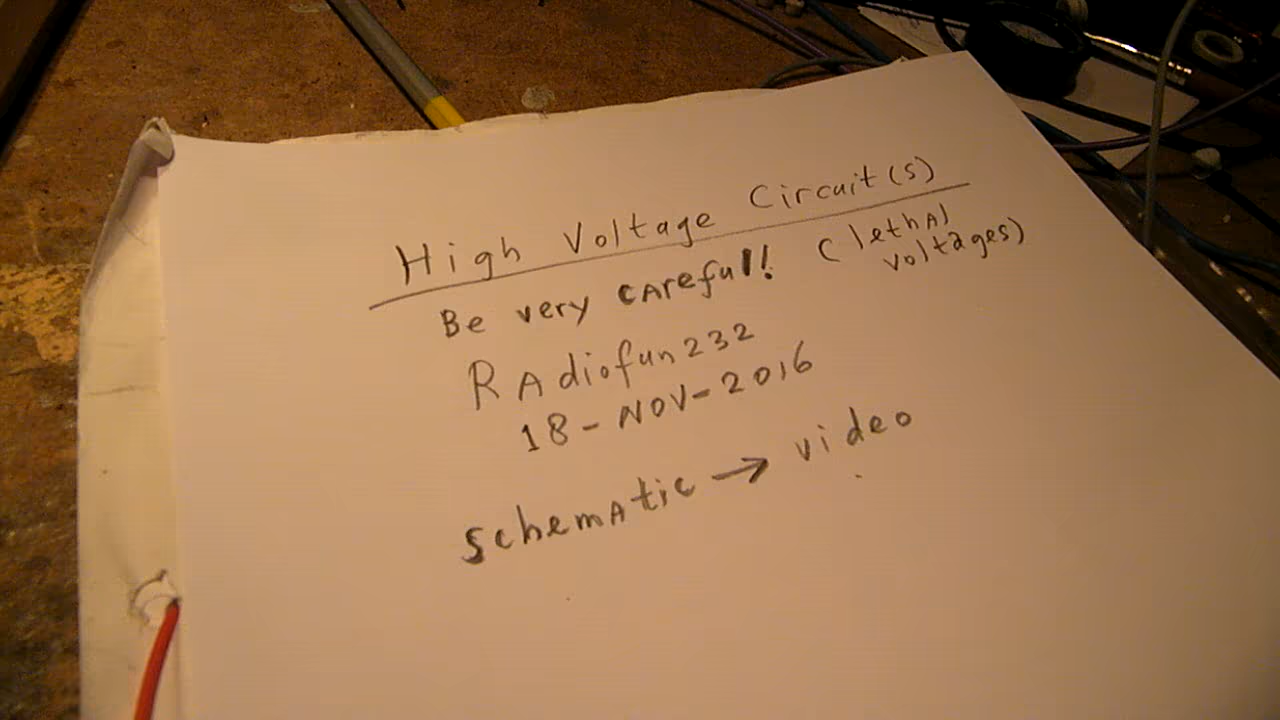 High Voltage Circuit(s)
Be very cAreful! (lethAl
voltages)
RAdiofun232
18-NOV-2016
schemAtic → video